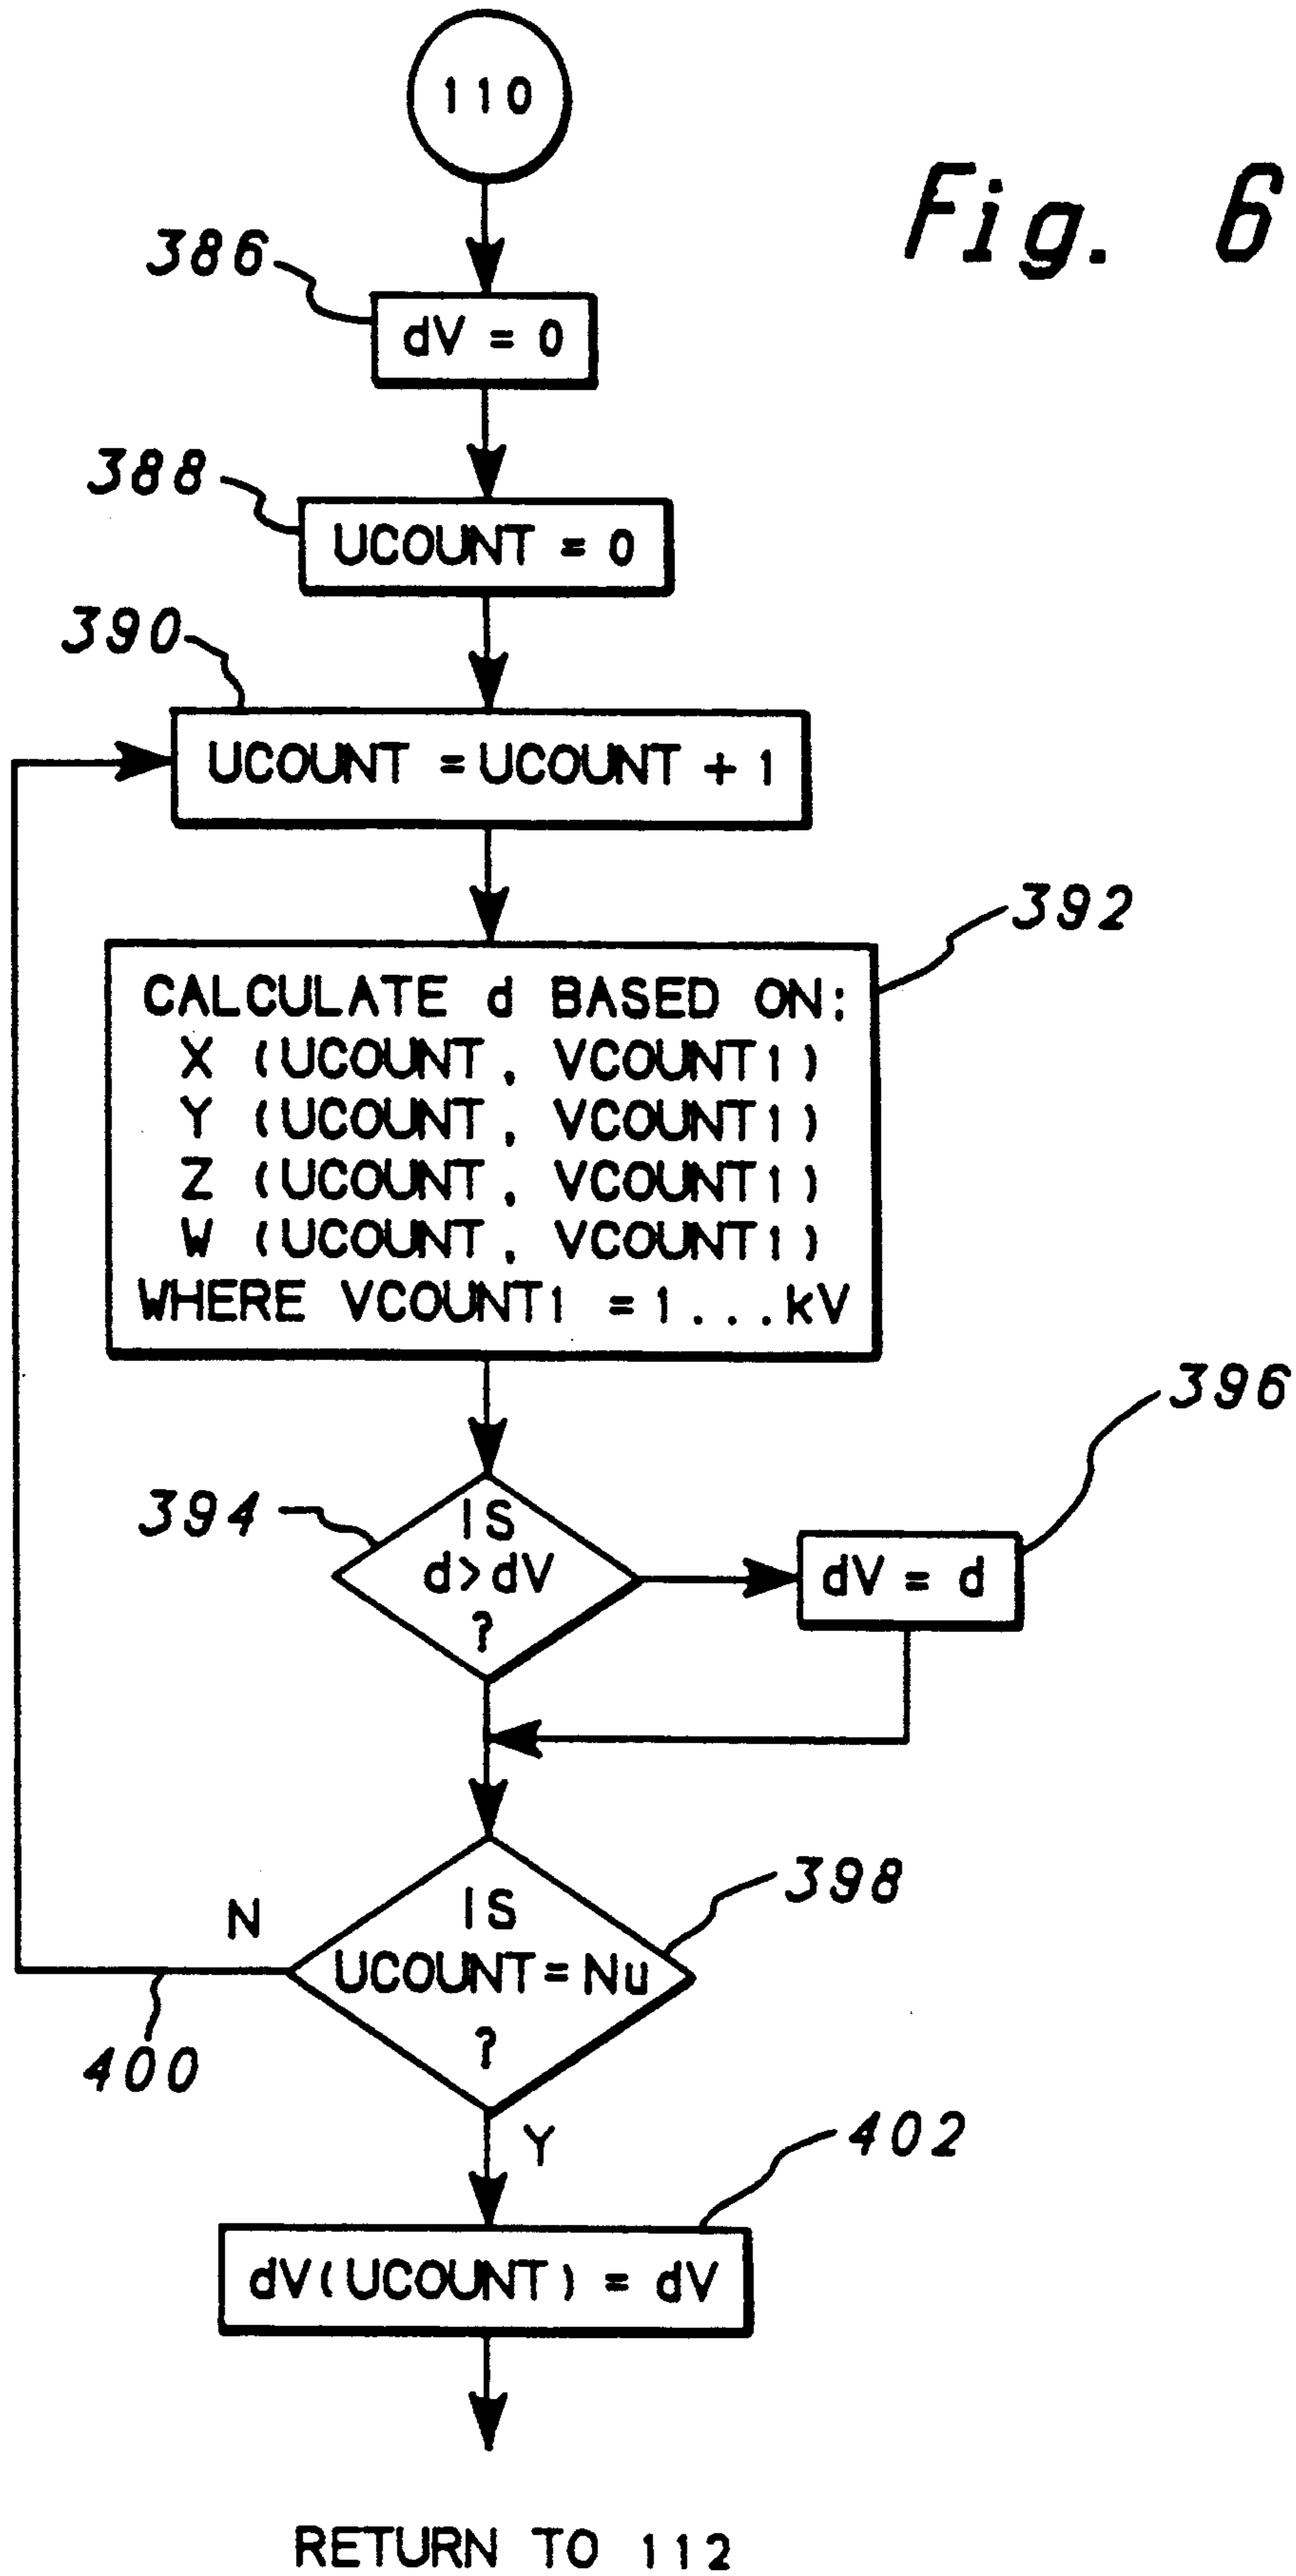 110
Fig. 6
386
dV = 0
388
UCOUNT = 0
390
UCOUNT = UCOUNT + 1
392
CALCULATE d BASED ON:
X (UCOUNT, VCOUNT1)
Y (UCOUNT, VCOUNT1)
Z (UCOUNT, VCOUNT1)
W (UCOUNT, VCOUNT1)
WHERE VCOUNT1 = 1...kV
396
394
IS
d>dV
?
dV = d
398
N
IS
UCOUNT=Nu
?
400
Y
402
dV(UCOUNT) = dV
RETURN TO 112